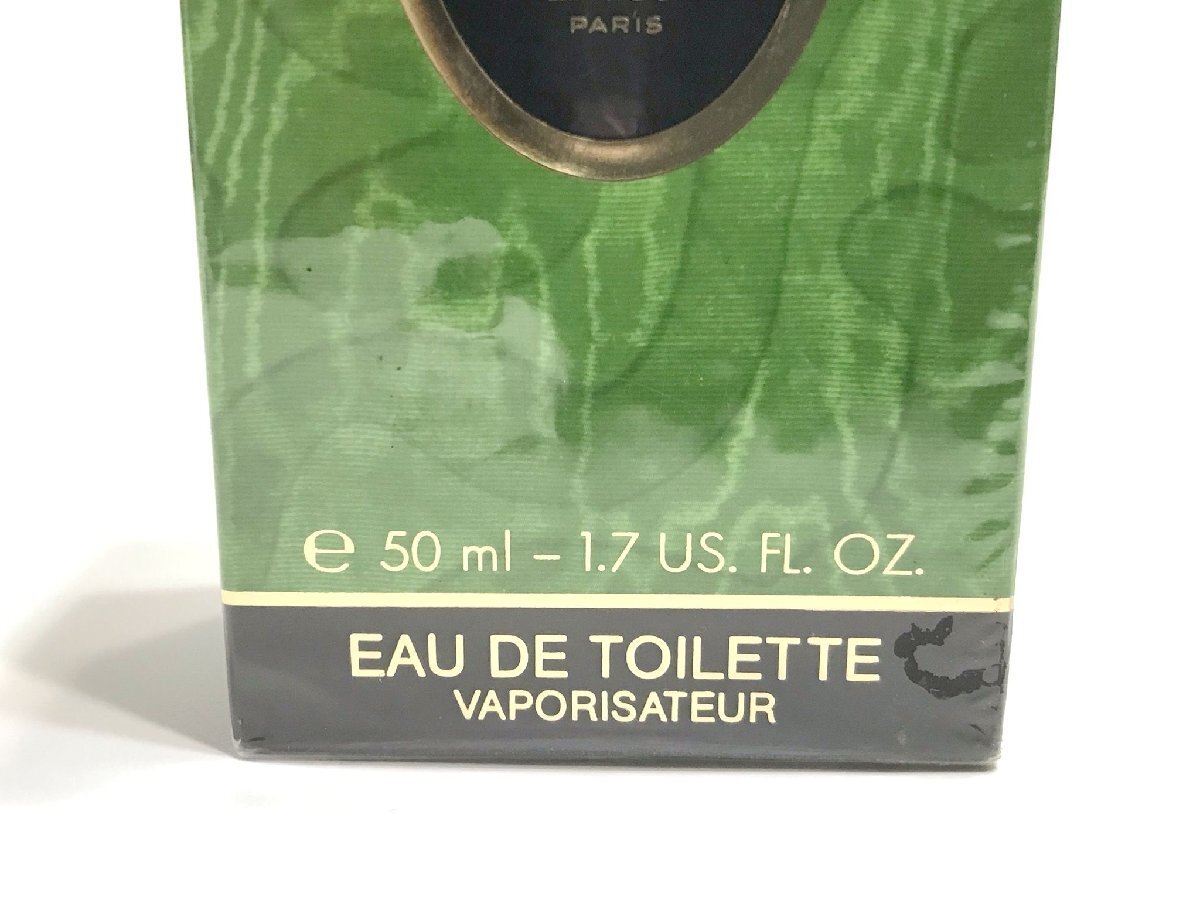 PARIS
℮ 50 ml – 1.7 US. FL. OZ.
EAU DE TOILETTE
VAPORISATEUR